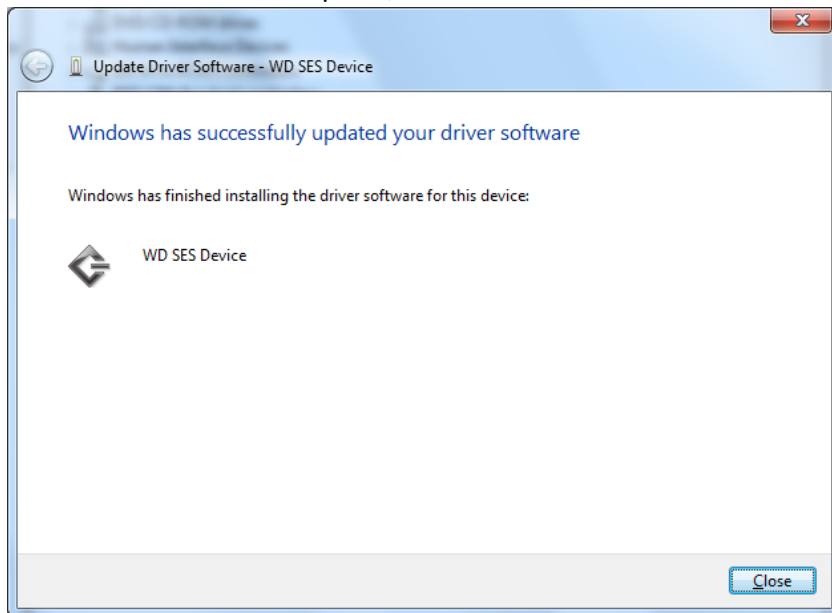 Update Driver Software - WD SES Device
Windows has successfully updated your driver software
Windows has finished installing the driver software for this device:
WD SES Device
Close